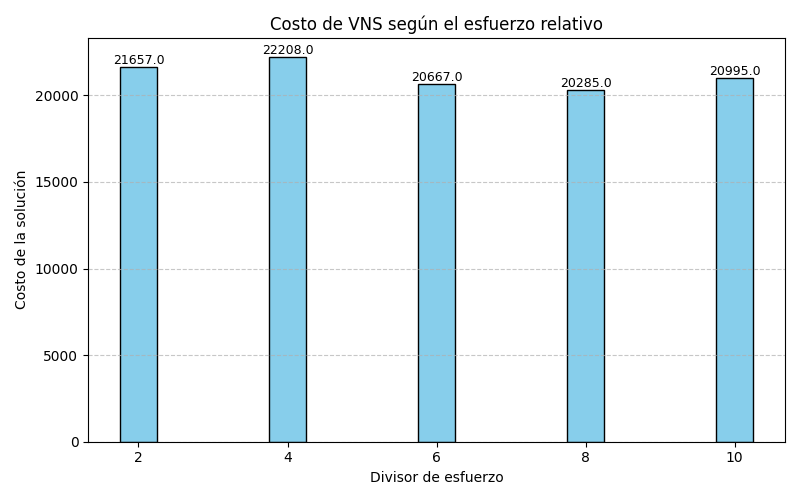 Costo de VNS según el esfuerzo relativo
21657.0
22208.0
20667.0
20285.0
20995.0
20000
15000
10000
5000
0
Costo de la solución
2 4 6 8 10
Divisor de esfuerzo